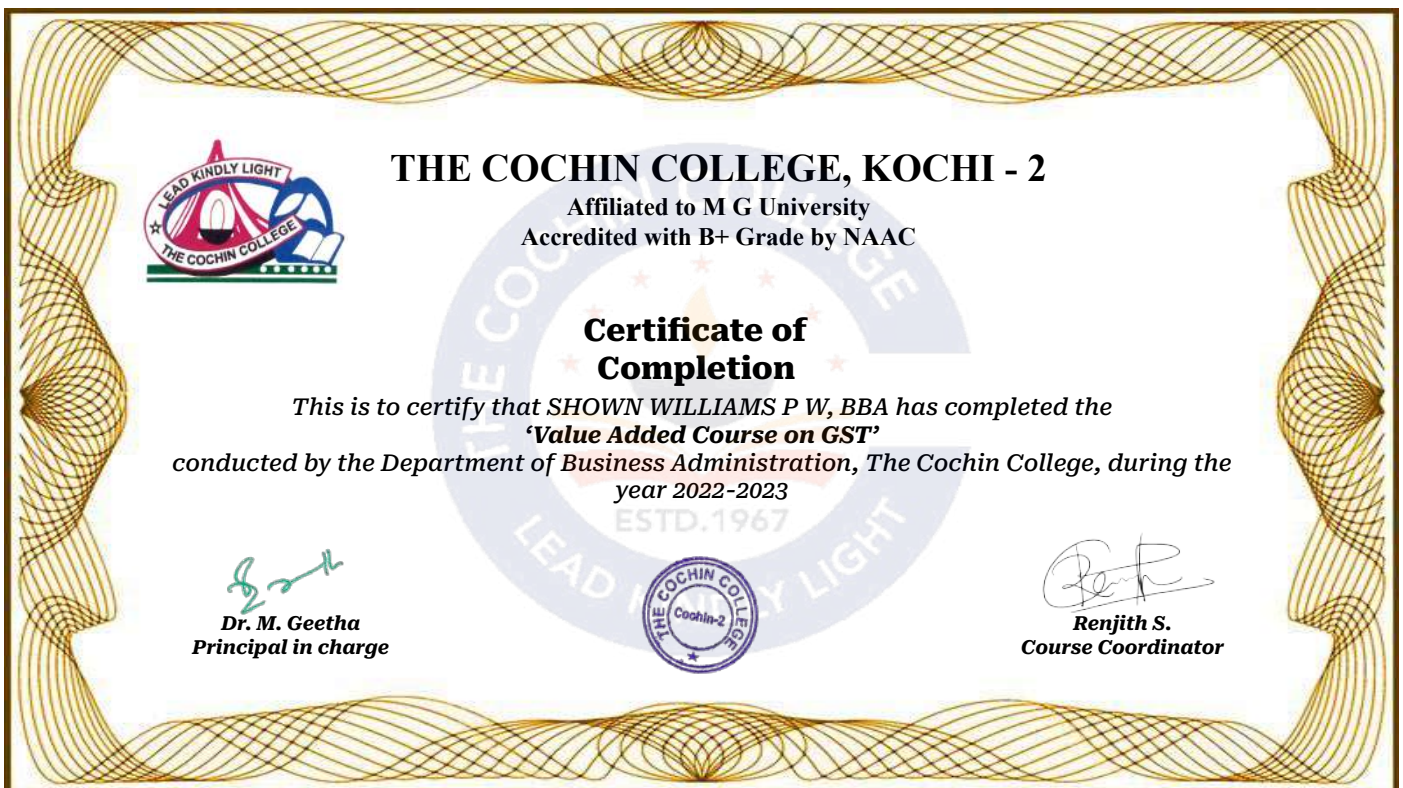 LEAD KINDLY LIGHT
THE COCHIN COLLEGE
THE COCHIN COLLEGE, KOCHI - 2
Affiliated to M G University
Accredited with B+ Grade by NAAC
THE COCHIN COLLEGE
Certificate of
Completion
This is to certify that SHOWN WILLIAMS P W, BBA has completed the
‘Value Added Course on GST’
conducted by the Department of Business Administration, The Cochin College, during the
year 2022-2023
ESTD.1967
LEAD KINDLY LIGHT
Dr. M. Geetha
Principal in charge
THE COCHIN COLLEGE
Cochin-2
Renjith S.
Course Coordinator